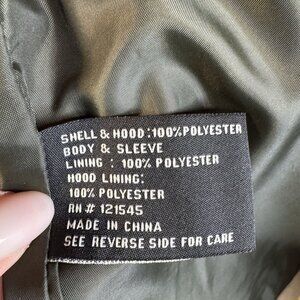 SHELL & HOOD:100%POLYESTER
BODY & SLEEVE
LINING : 100% POLYESTER
HOOD LINING:
100% POLYESTER
RN # 121545
MADE IN CHINA
SEE REVERSE SIDE FOR CARE